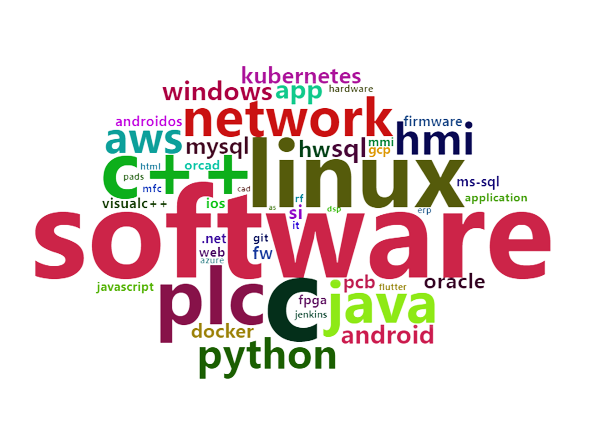 kubernetes
windows app hardware
androidos network firmware
aws mysql hwsql mmi hmi
gcp
c++ linux
html orcad
pads mfc cad ms-sql
visualc++ ios rf application
as si dsp erp
it
software
.net git
web fw
azure
javascript plc c fpga pcb flutter oracle
jenkins java
docker android
python